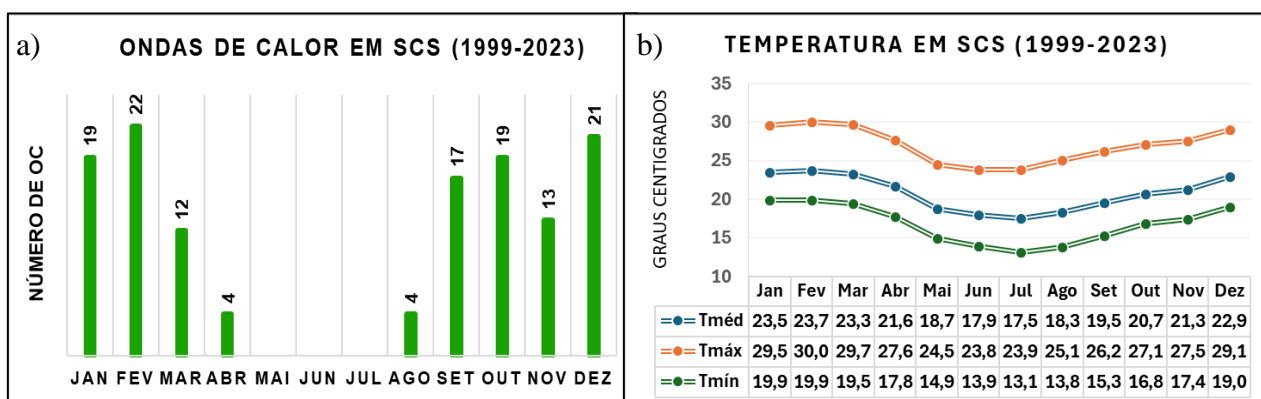 a)
ONDAS DE CALOR EM SCS (1999-2023)
NÚMERO DE OC
19
22
12
4
4
17
19
13
21
JAN FEV MAR ABR MAI JUN JUL AGO SET OUT NOV DEZ
b)
TEMPERATURA EM SCS (1999-2023)
GRAUS CENTIGRADOS
35
30
25
20
15
10
Jan Fev Mar Abr Mai Jun Jul Ago Set Out Nov Dez
Tméd 23,5 23,7 23,3 21,6 18,7 17,9 17,5 18,3 19,5 20,7 21,3 22,9
Tmáx 29,5 30,0 29,7 27,6 24,5 23,8 23,9 25,1 26,2 27,1 27,5 29,1
Tmín 19,9 19,9 19,5 17,8 14,9 13,9 13,1 13,8 15,3 16,8 17,4 19,0